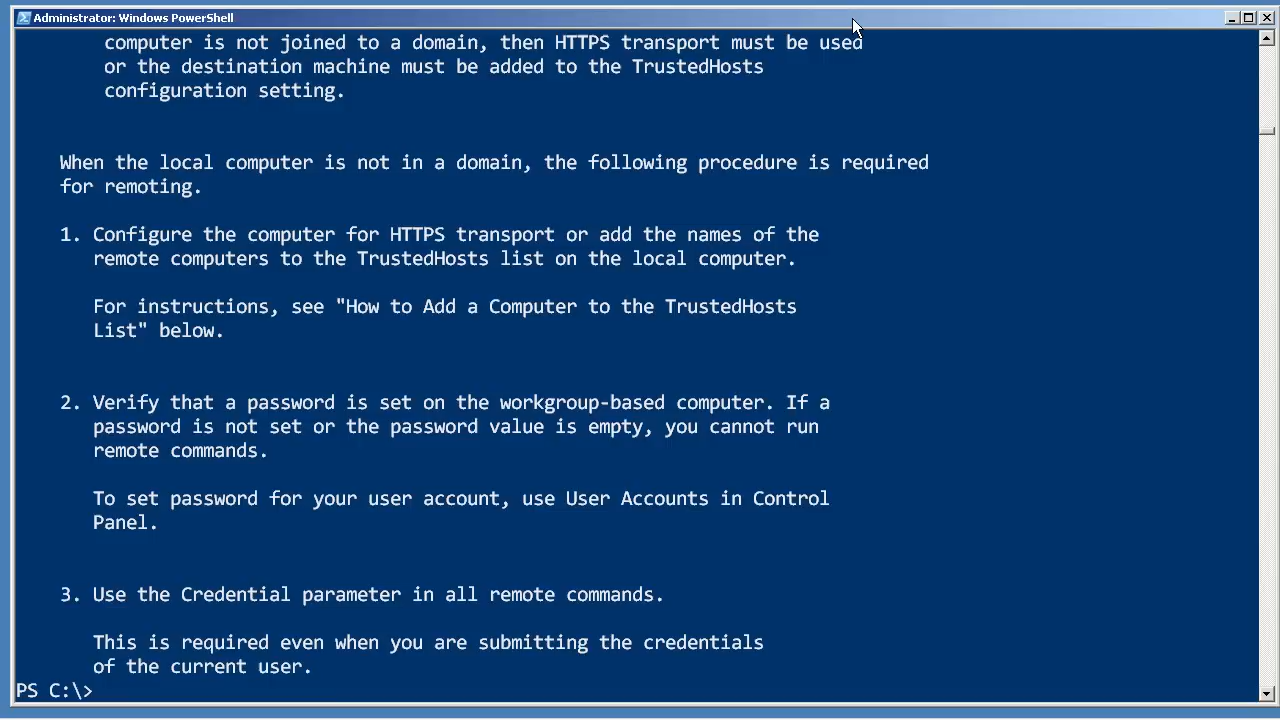 Administrator: Windows PowerShell
computer is not joined to a domain, then HTTPS transport must be used
or the destination machine must be added to the TrustedHosts
configuration setting.
When the local computer is not in a domain, the following procedure is required
for remoting.
1. Configure the computer for HTTPS transport or add the names of the
remote computers to the TrustedHosts list on the local computer.
For instructions, see "How to Add a Computer to the TrustedHosts
List" below.
2. Verify that a password is set on the workgroup-based computer. If a
password is not set or the password value is empty, you cannot run
remote commands.
To set password for your user account, use User Accounts in Control
Panel.
3. Use the Credential parameter in all remote commands.
This is required even when you are submitting the credentials
of the current user.
PS C:\>